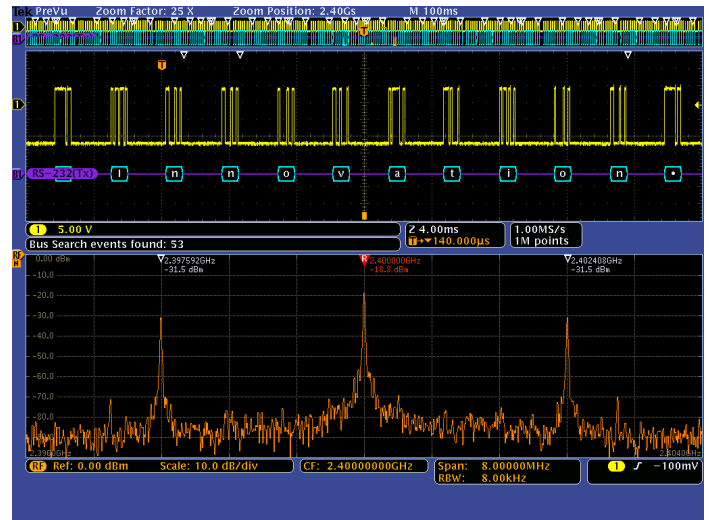 Tek PreVu Zoom Factor: 25 X Zoom Position: 2.40Gs M 100ms
RS-232(Tx) I n n o v a t i o n •
1 5.00 V
Z 4.00ms
140.000µs
1.00MS/s
1M points
Bus Search events found: 53
0.00 dBm
2.397592GHz
-31.5 dBm
R 2.400000GHz
-18.8 dBm
2.402408GHz
-31.5 dBm
-10.0
-20.0
-30.0
-40.0
-50.0
-60.0
-70.0
-80.0
2.3960GHz
2.4040GHz
RF Ref: 0.00 dBm Scale: 10.0 dB/div
CF: 2.40000000GHz
Span: 8.00000MHz
RBW: 8.00kHz
1 -100mV